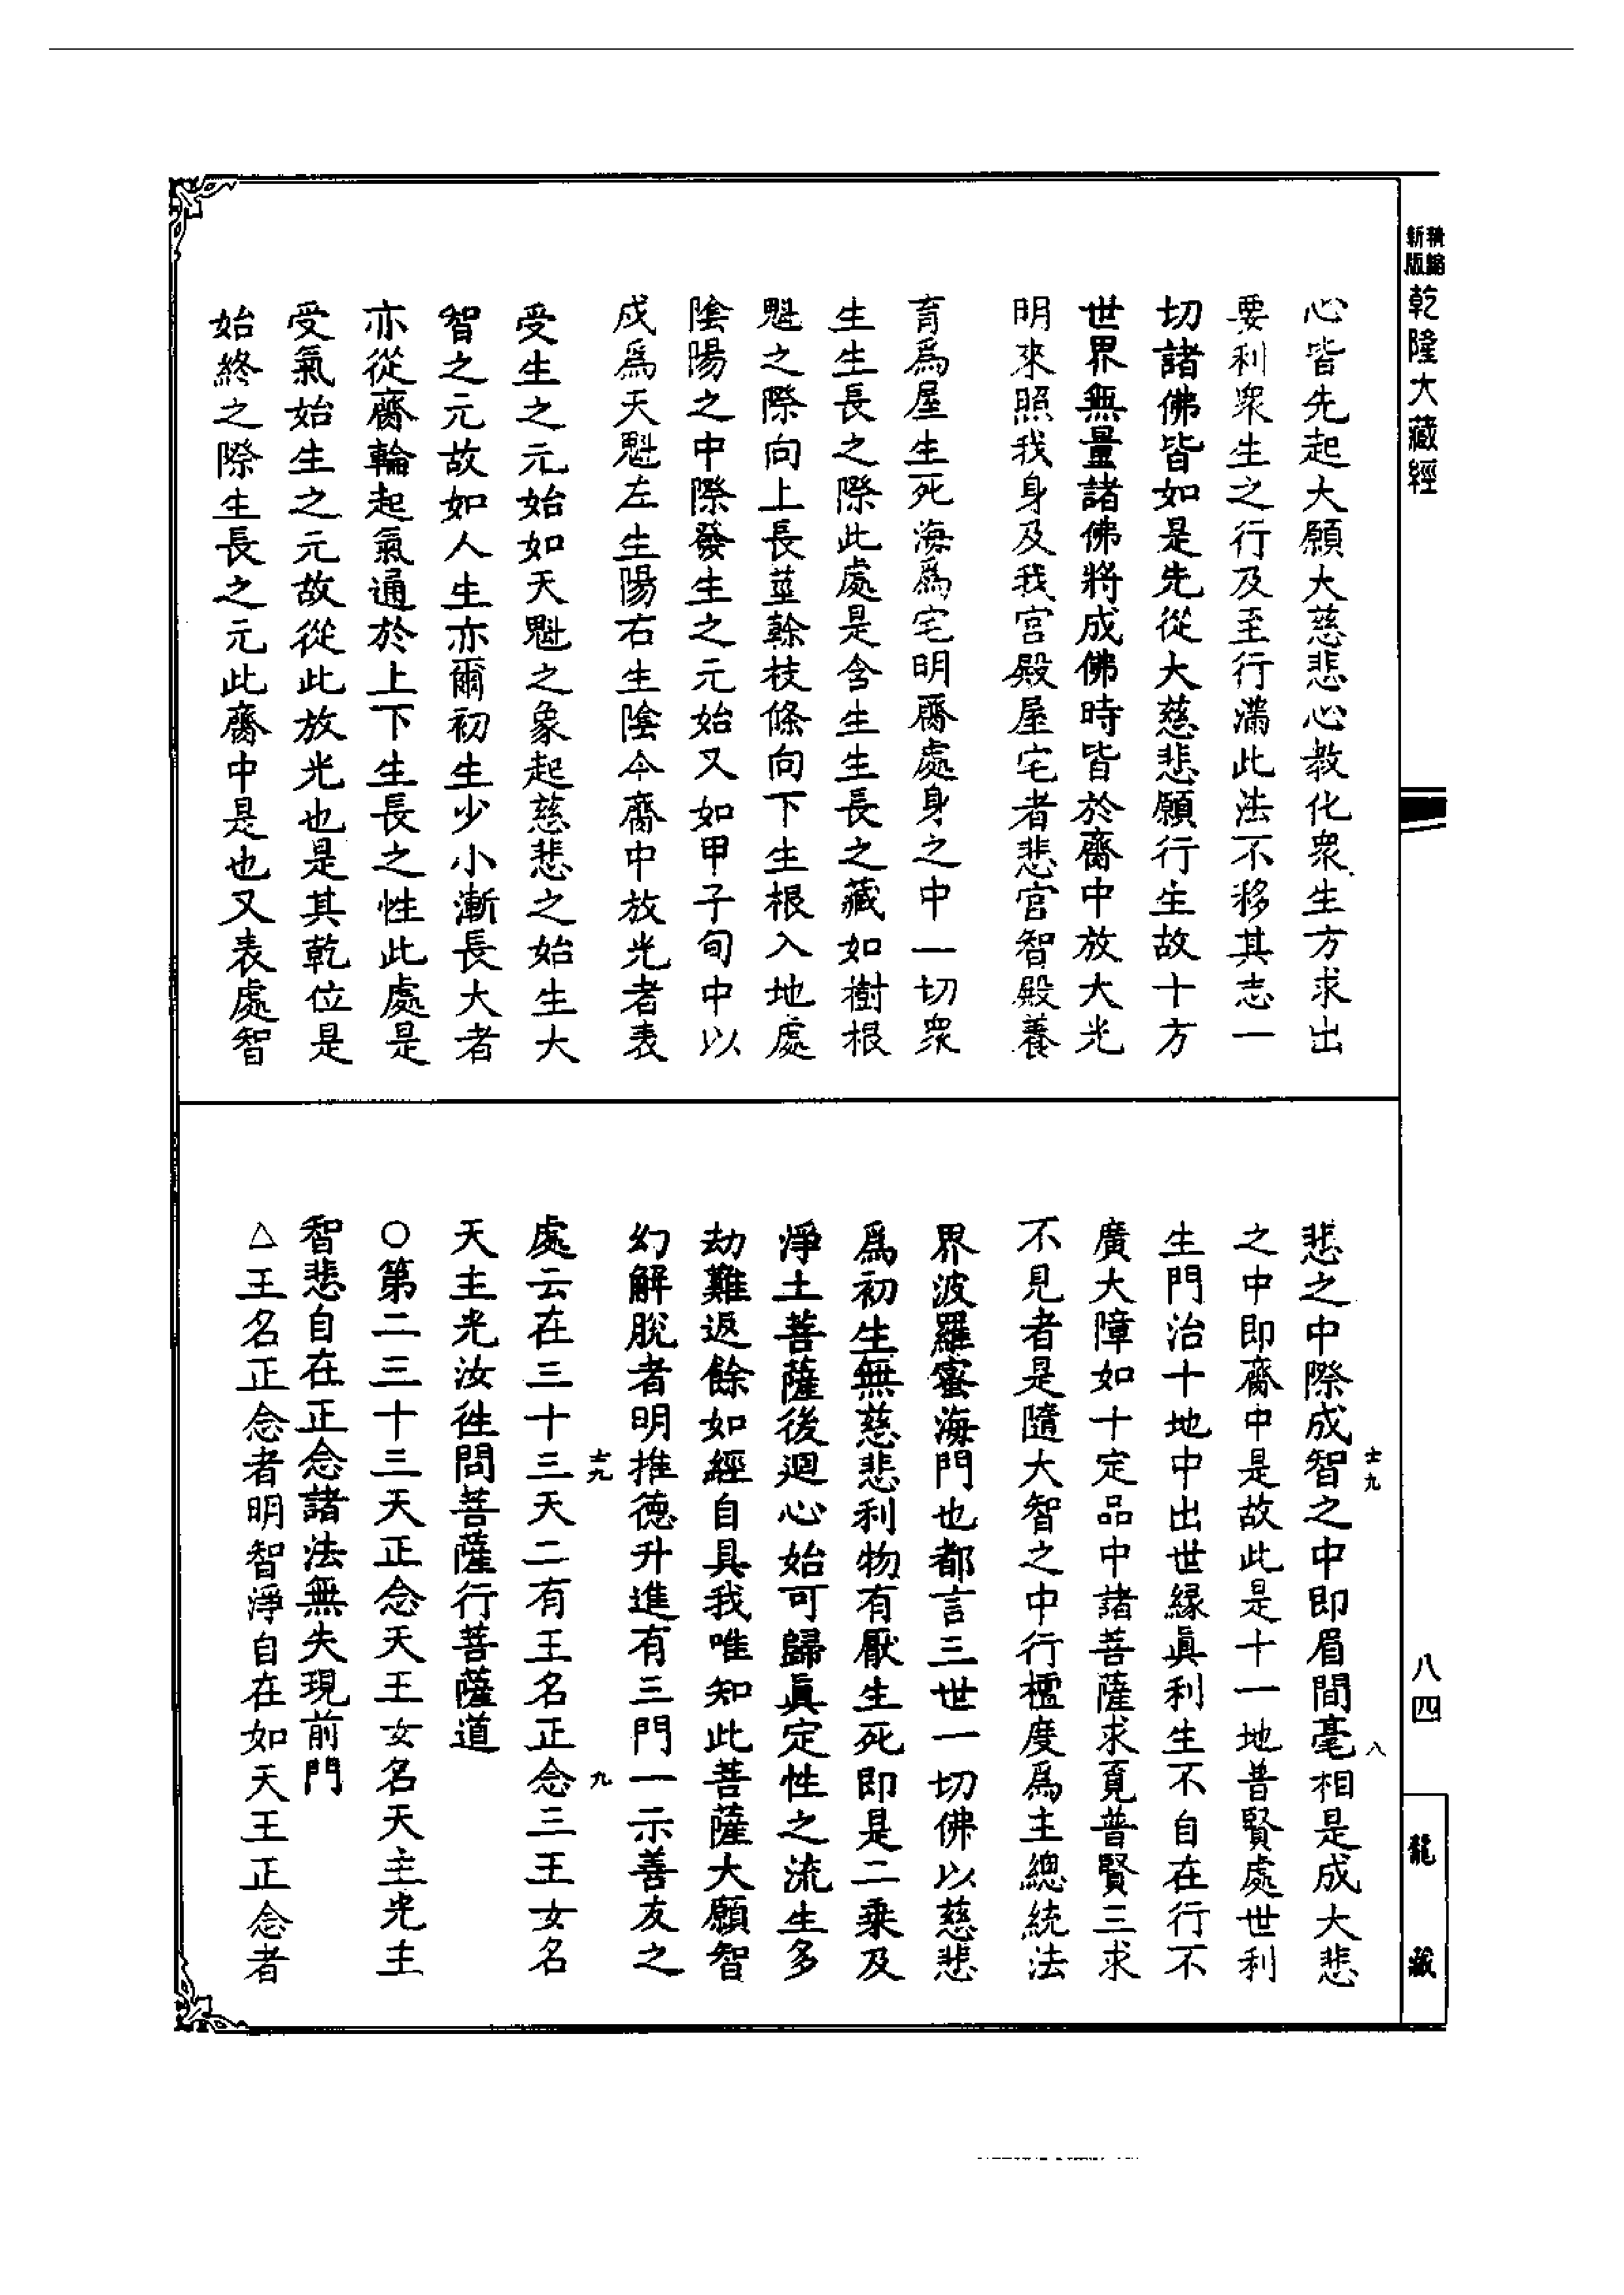 精縮新版乾隆大藏經
心皆先起大願大慈悲心教化衆生方求出
要利衆生之行及至行滿此法不移其志一
切諸佛皆如是先從大慈悲願行生故十方
世界無量諸佛將成佛時皆於齎中放大光
明來照我身及我宮殿屋宅者悲宮智殿養
育爲屋生死海爲宅明齎處身之中一切衆
生生長之際此處是含生生長之藏如樹根
魁之際向上長莖榦枝條向下生根入地處
陰陽之中際發生之元始又如甲子旬中以
戌爲天魁左生陽右生陰今齎中放光者表
受生之元始如天魁之象起慈悲之始生大
智之元故如人生亦爾初生少小漸長大者
亦從齎輪起氣通於上下生長之性此處是
受氣始生之元故從此放光也是其乾位是
始終之際生長之元此齎中是也又表處智
悲之中際成智之中即眉間毫相是成大悲
之中即齎中是故此是十一地普賢處世利
生門治十地中出世緣眞利生不自在行不
廣大障如十定品中諸菩薩求覓普賢三求
不見者是隨大智之中行檀度爲主總統法
界波羅蜜海門也都言三世一切佛以慈悲
爲初生無慈悲利物有厭生死即是二乗及
淨土菩薩後迴心始可歸眞定性之流生多
劫難返餘如經自具我唯知此菩薩大願智
幻解脫者明推德升進有三門一示善友之
處云在三十三天二有王名正念三王女名
天主光汝徃問菩薩行菩薩道
○第二三十三天正念天王女名天主光主
智悲自在正念諸法無失現前門
△王名正念者明智淨自在如天王正念者
士九
八
士九
九
八四
龍藏